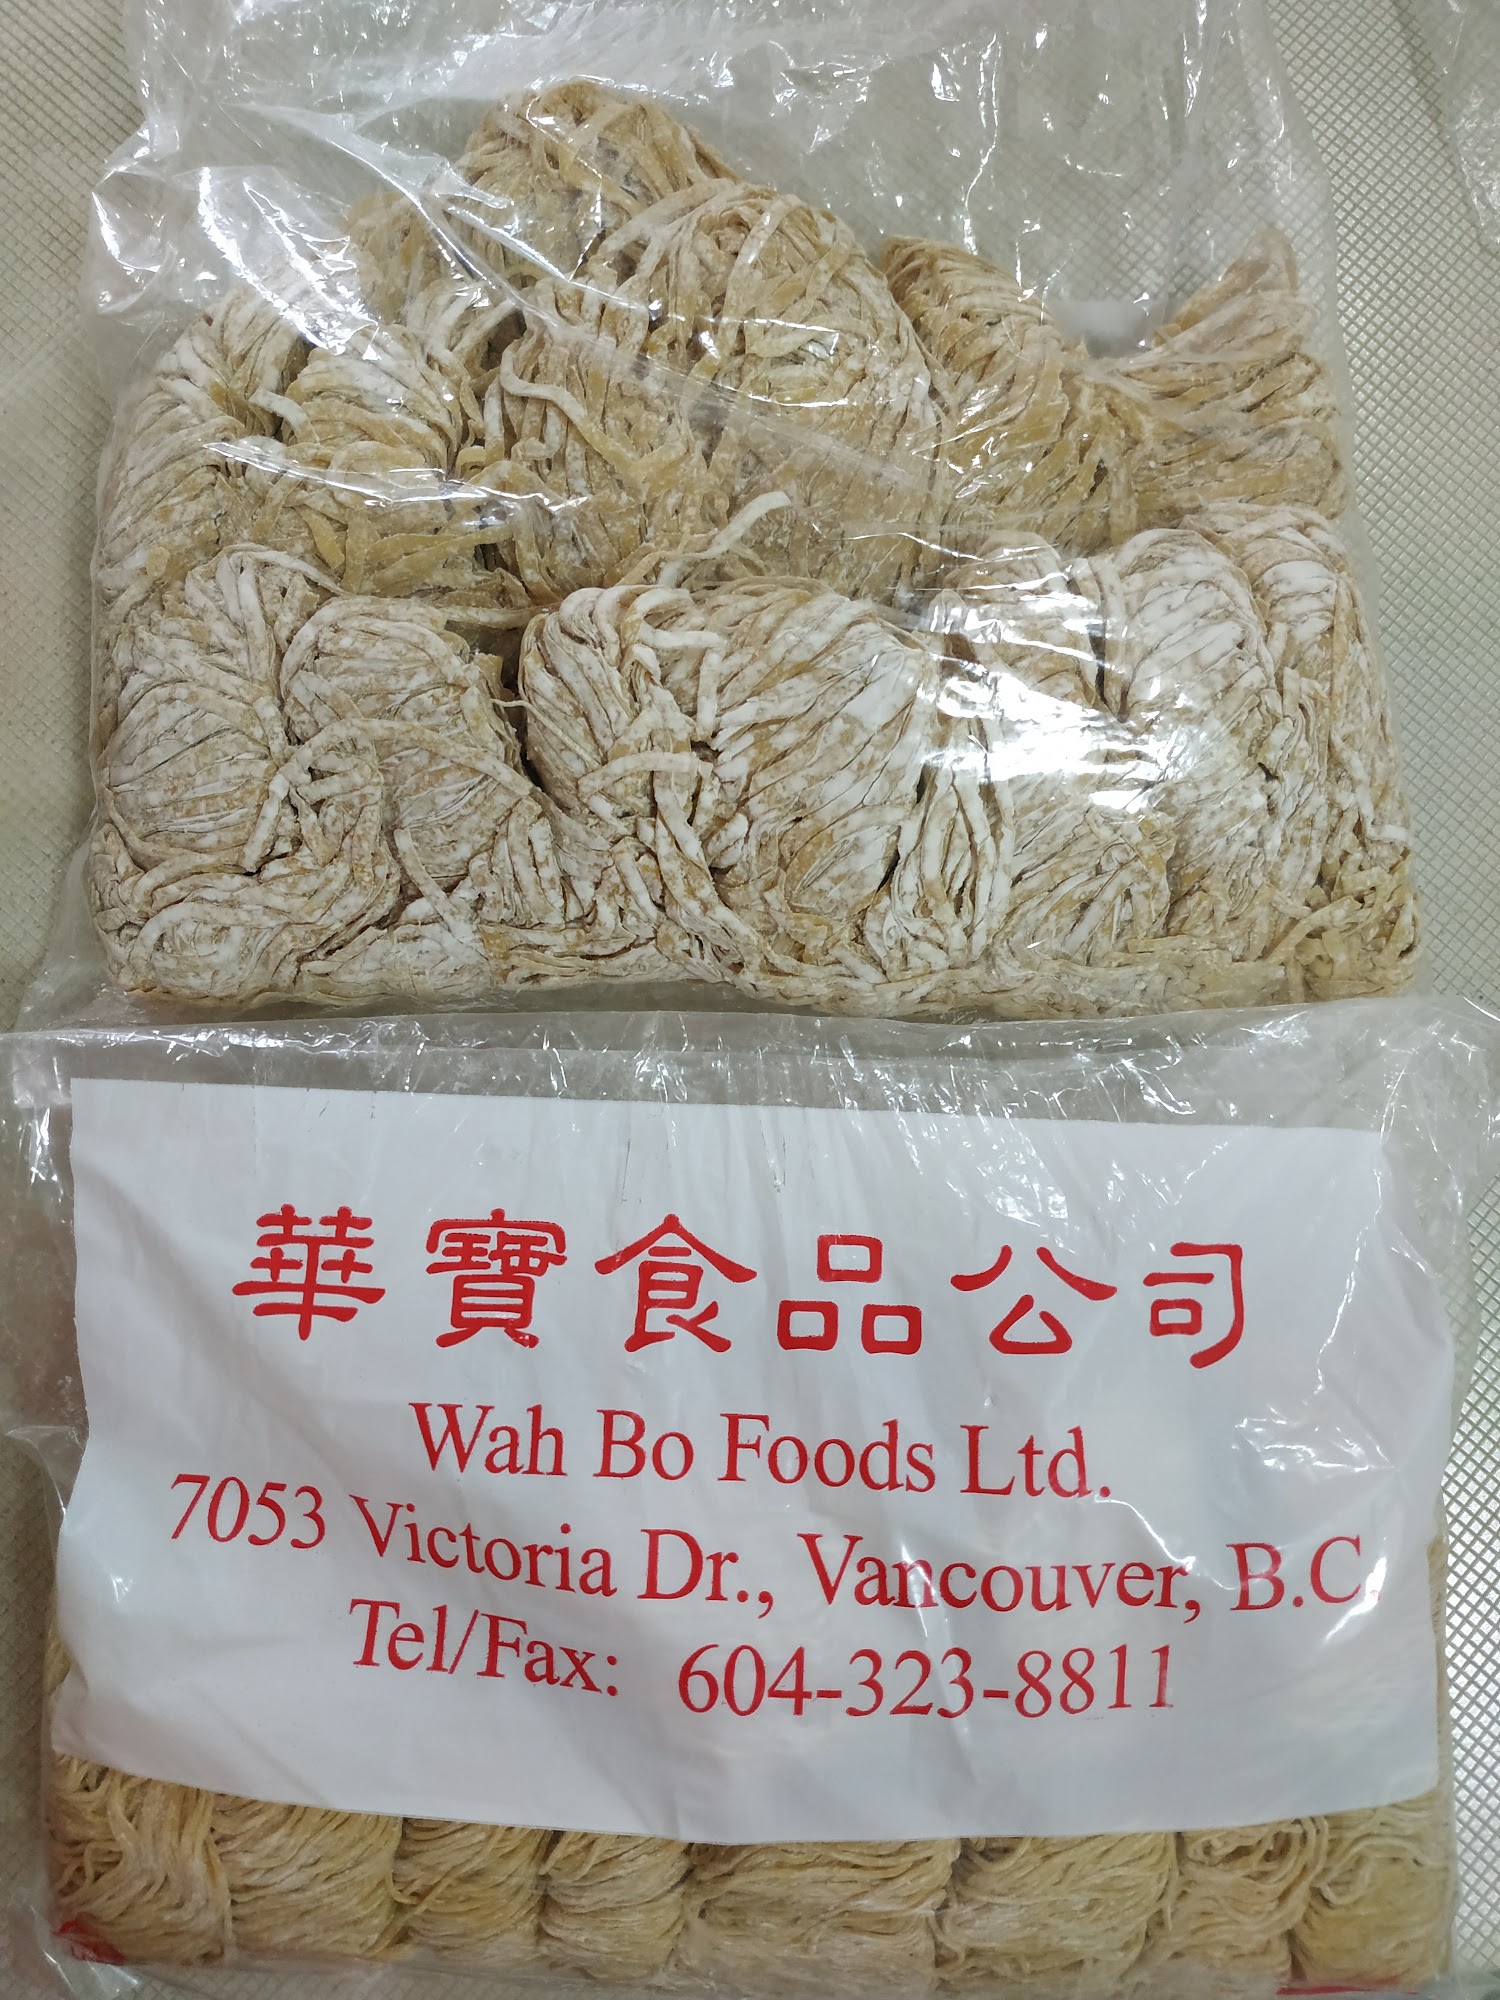 華寶食品公司
Wah Bo Foods Ltd.
7053 Victoria Dr., Vancouver, B.C.
Tel/Fax: 604-323-8811